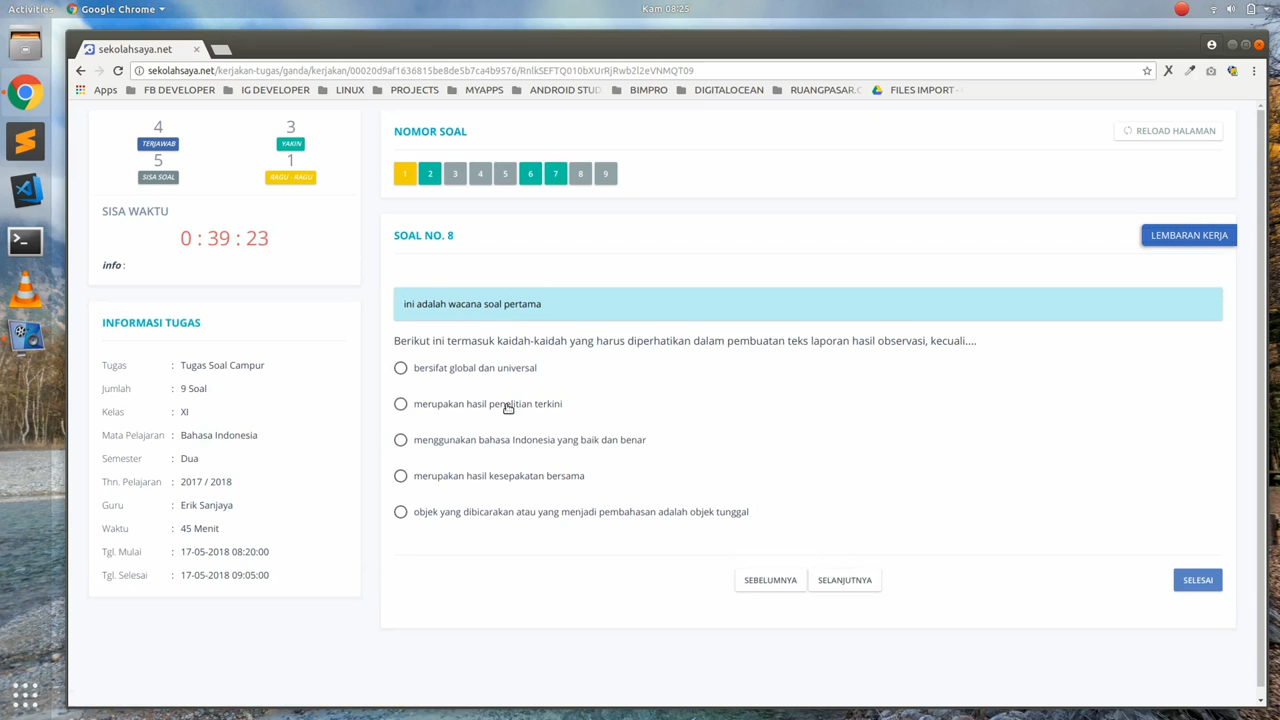 Activities
Google Chrome
Kam 08:25
sekolahsaya.net
sekolahsaya.net/kerjakan-tugas/ganda/kerjakan/00020d9af1636815be8de5b7ca4b9576/RnlkSEFTQ010bXUrRjRwb2l2eVNMQT09
Apps
FB DEVELOPER
IG DEVELOPER
LINUX
PROJECTS
MYAPPS
ANDROID STUD
BIMPRO
DIGITALOCEAN
RUANGPASAR.C
FILES IMPORT -
4
TERJAWAB
3
YAKIN
5
SISA SOAL
1
RAGU - RAGU
SISA WAKTU
0 : 39 : 23
info :
INFORMASI TUGAS
Tugas : Tugas Soal Campur
Jumlah : 9 Soal
Kelas : XI
Mata Pelajaran : Bahasa Indonesia
Semester : Dua
Thn. Pelajaran : 2017 / 2018
Guru : Erik Sanjaya
Waktu : 45 Menit
Tgl. Mulai : 17-05-2018 08:20:00
Tgl. Selesai : 17-05-2018 09:05:00
NOMOR SOAL
RELOAD HALAMAN
1 2 3 4 5 6 7 8 9
SOAL NO. 8
LEMBARAN KERJA
ini adalah wacana soal pertama
Berikut ini termasuk kaidah-kaidah yang harus diperhatikan dalam pembuatan teks laporan hasil observasi, kecuali....
bersifat global dan universal
merupakan hasil penelitian terkini
menggunakan bahasa Indonesia yang baik dan benar
merupakan hasil kesepakatan bersama
objek yang dibicarakan atau yang menjadi pembahasan adalah objek tunggal
SEBELUMNYA
SELANJUTNYA
SELESAI